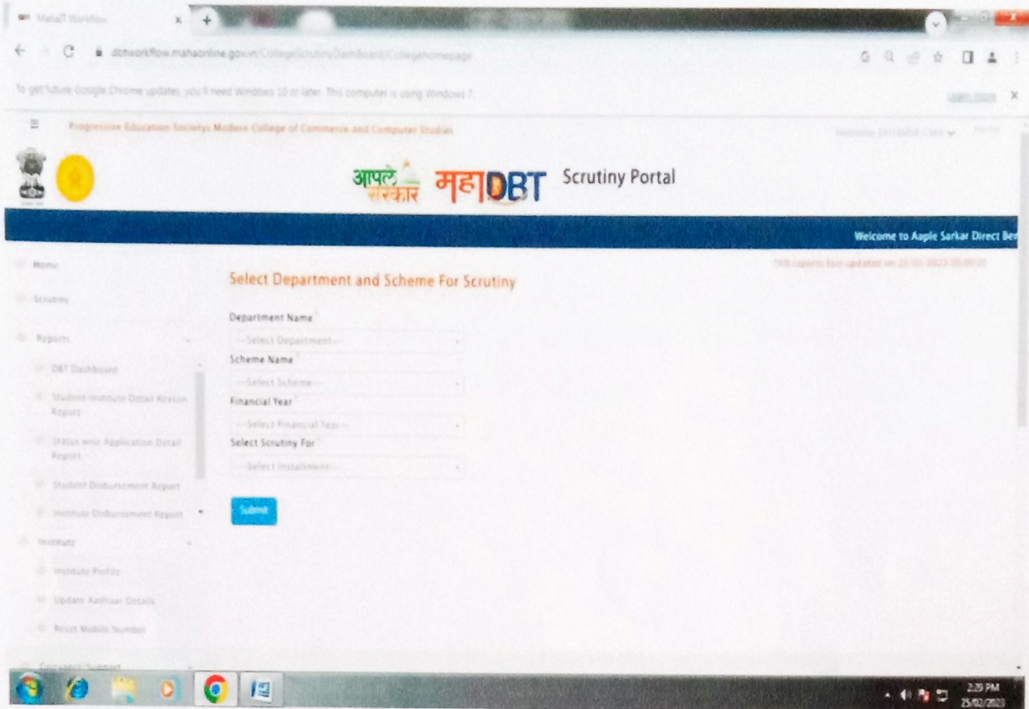 MahaIT Workflow
dbtworkflow.mahaonline.gov.in/CollegeScrutinyDashBoard/Collegehomepage
To get future Google Chrome updates, you'll need Windows 10 or later. This computer is using Windows 7.
Learn more
Progressive Education Societys Modern College of Commerce and Computer Studies
Welcome
आपले सरकार महाDBT Scrutiny Portal
Welcome to Aaple Sarkar Direct Ben
Home
Scrutiny
Reports
DBT Dashboard
Student-Institute Detail Reason
Report
Status wise Application Detail
Report
Student Disbursement Report
Institute Disbursement Report
Institute
Institute Profile
Update Aadhaar Details
Reset Mobile Number
Select Department and Scheme For Scrutiny
Department Name *
---Select Department---
Scheme Name *
---Select Scheme---
Financial Year *
---Select Financial Year---
Select Scrutiny For *
---Select Installment---
Submit
2:29 PM
25/02/2023